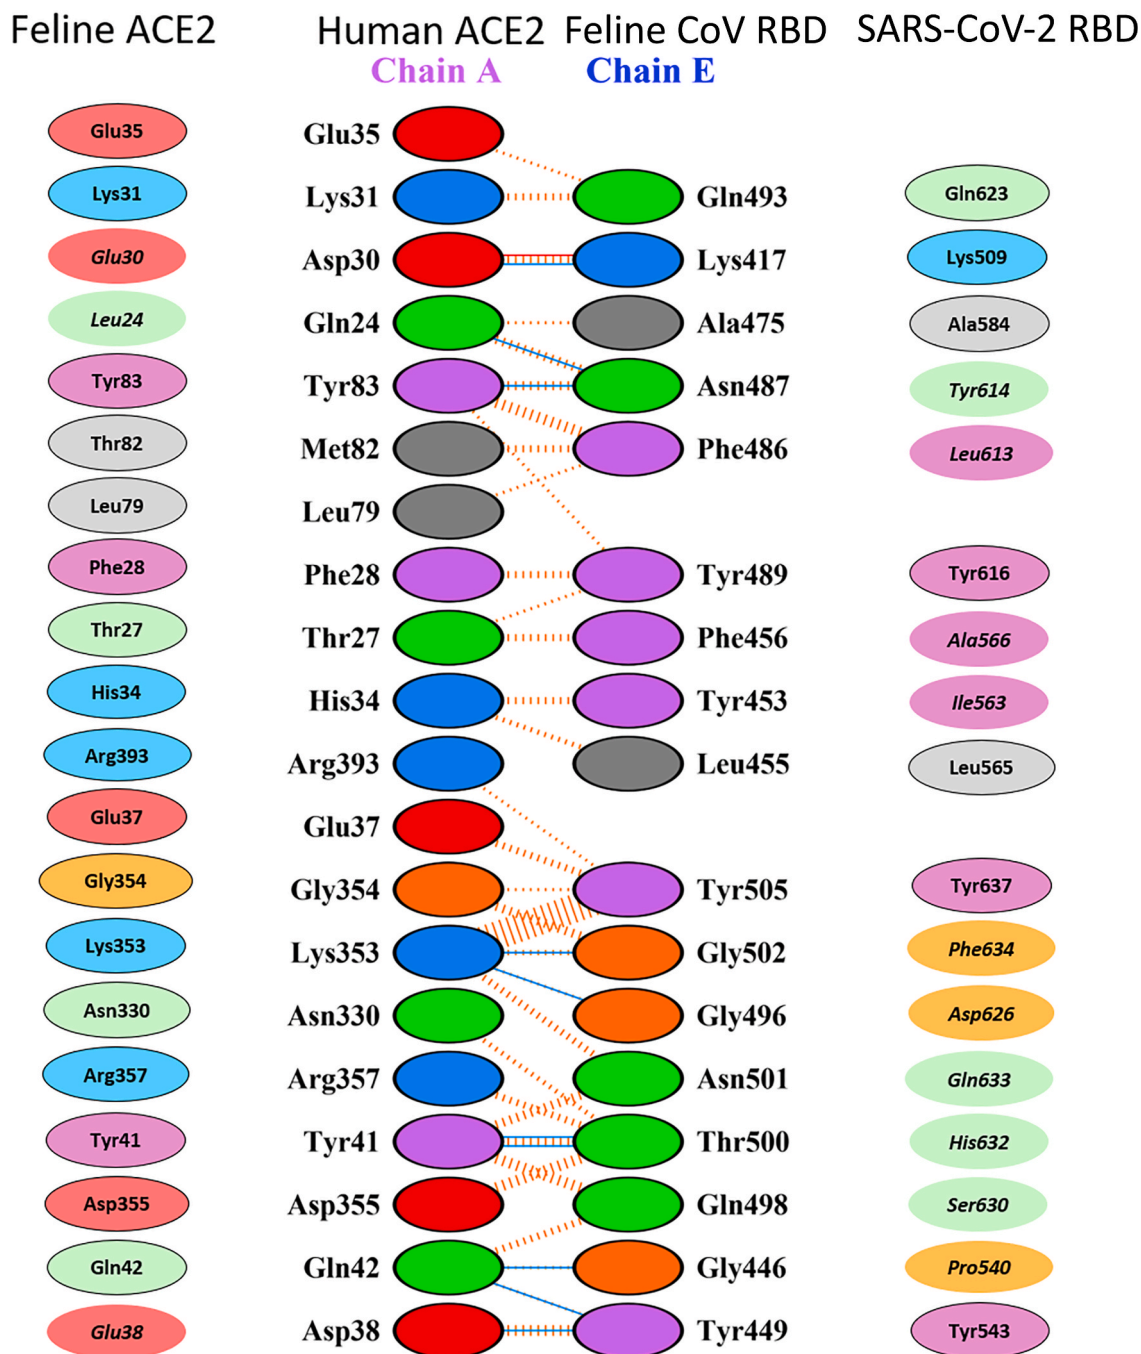 Feline ACE2 Human ACE2 Feline CoV RBD SARS-CoV-2 RBD
Chain A Chain E
Glu35 Glu35
Lys31 Lys31 Gln493 Gln623
Glu30 Asp30 Lys417 Lys509
Leu24 Gln24 Ala475 Ala584
Tyr83 Tyr83 Asn487 Tyr614
Thr82 Met82 Phe486 Leu613
Leu79 Leu79
Phe28 Phe28 Tyr489 Tyr616
Thr27 Thr27 Phe456 Ala566
His34 His34 Tyr453 Ile563
Arg393 Arg393 Leu455 Leu565
Glu37 Glu37
Gly354 Gly354 Tyr505 Tyr637
Lys353 Lys353 Gly502 Phe634
Asn330 Asn330 Gly496 Asp626
Arg357 Arg357 Asn501 Gln633
Tyr41 Tyr41 Thr500 His632
Asp355 Asp355 Gln498 Ser630
Gln42 Gln42 Gly446 Pro540
Glu38 Asp38 Tyr449 Tyr543